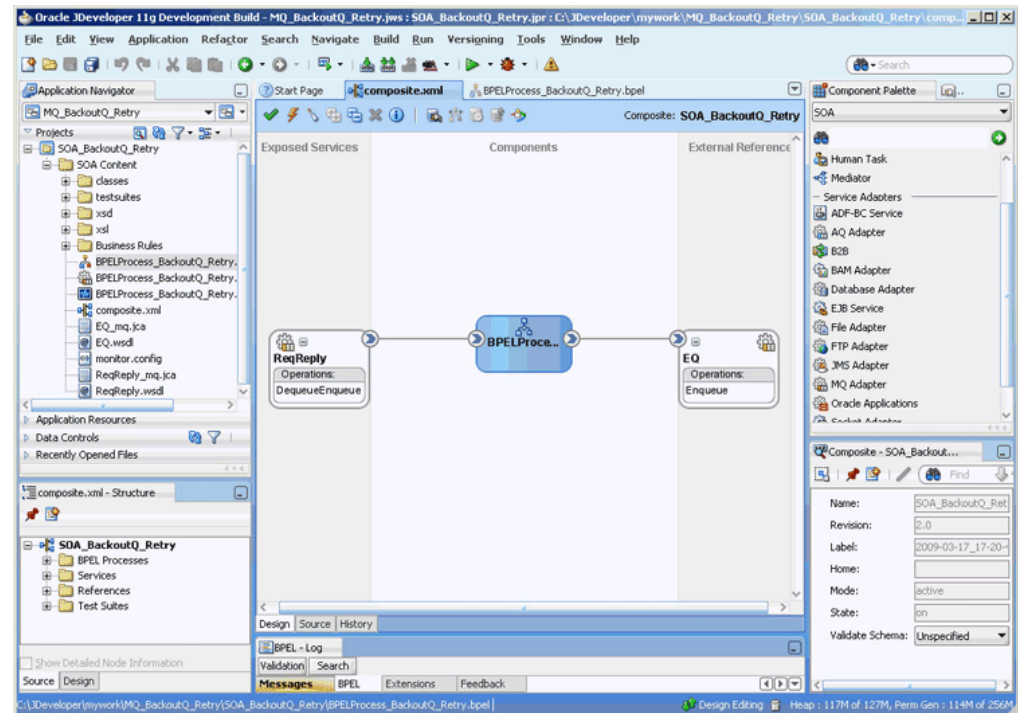 Oracle JDeveloper 11g Development Build - MQ_BackoutQ_Retry.jws : SOA_BackoutQ_Retry.jpr : C:\JDeveloper\mywork\MQ_BackoutQ_Retry\SOA_BackoutQ_Retry\comp...
File Edit View Application Refactor Search Navigate Build Run Versioning Tools Window Help
Search
Application Navigator
MQ_BackoutQ_Retry
Projects
SOA_BackoutQ_Retry
SOA Content
classes
testsuites
xsd
xsl
Business Rules
BPELProcess_BackoutQ_Retry.
BPELProcess_BackoutQ_Retry.
BPELProcess_BackoutQ_Retry.
composite.xml
EQ_mq.jca
EQ.wsdl
monitor.config
ReqReply_mq.jca
ReqReply.wsdl
Application Resources
Data Controls
Recently Opened Files
composite.xml - Structure
SOA_BackoutQ_Retry
BPEL Processes
Services
References
Test Suites
Show Detailed Node Information
Source Design
Start Page composite.xml BPELProcess_BackoutQ_Retry.bpel
Composite: SOA_BackoutQ_Retry
Exposed Services Components External Reference
ReqReply
Operations:
DequeueEnqueue
BPELProce...
EQ
Operations:
Enqueue
Design Source History
BPEL - Log
Validation Search
Messages BPEL Extensions Feedback
Component Palette
SOA
Human Task
Mediator
Service Adapters
ADF-BC Service
AQ Adapter
B2B
BAM Adapter
Database Adapter
EJB Service
File Adapter
FTP Adapter
JMS Adapter
MQ Adapter
Oracle Applications
Socket Adapter
Composite - SOA_Backout...
Find
Name: SOA_BackoutQ_Ret
Revision: 2.0
Label: 2009-03-17_17-20-
Home:
Mode: active
State: on
Validate Schema: Unspecified
C:\JDeveloper\mywork\MQ_BackoutQ_Retry\SOA_BackoutQ_Retry\BPELProcess_BackoutQ_Retry.bpel
Design Editing Heap : 117M of 127M, Perm Gen : 114M of 256M